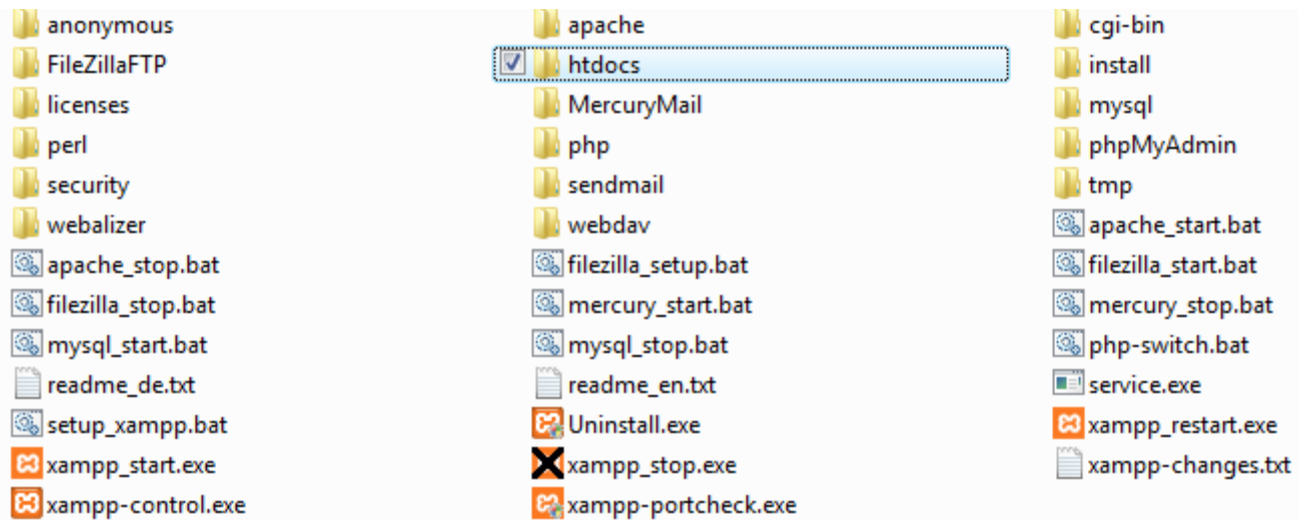 anonymous apache cgi-bin
FileZillaFTP htdocs install
licenses MercuryMail mysql
perl php phpMyAdmin
security sendmail tmp
webalizer webdav apache_start.bat
apache_stop.bat filezilla_setup.bat filezilla_start.bat
filezilla_stop.bat mercury_start.bat mercury_stop.bat
mysql_start.bat mysql_stop.bat php-switch.bat
readme_de.txt readme_en.txt service.exe
setup_xampp.bat Uninstall.exe xampp_restart.exe
xampp_start.exe xampp_stop.exe xampp-changes.txt
xampp-control.exe xampp-portcheck.exe